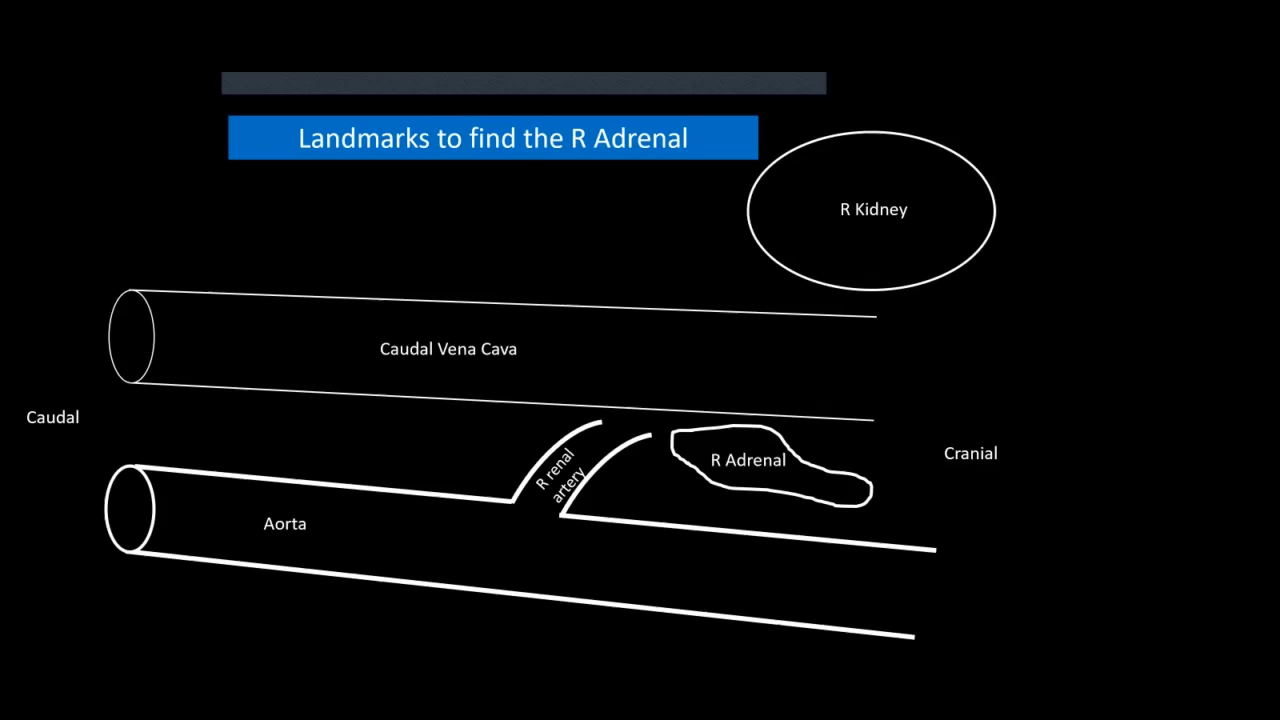 Landmarks to find the R Adrenal
R Kidney
Caudal Vena Cava
Caudal
Cranial
R renal
artery
R Adrenal
Aorta